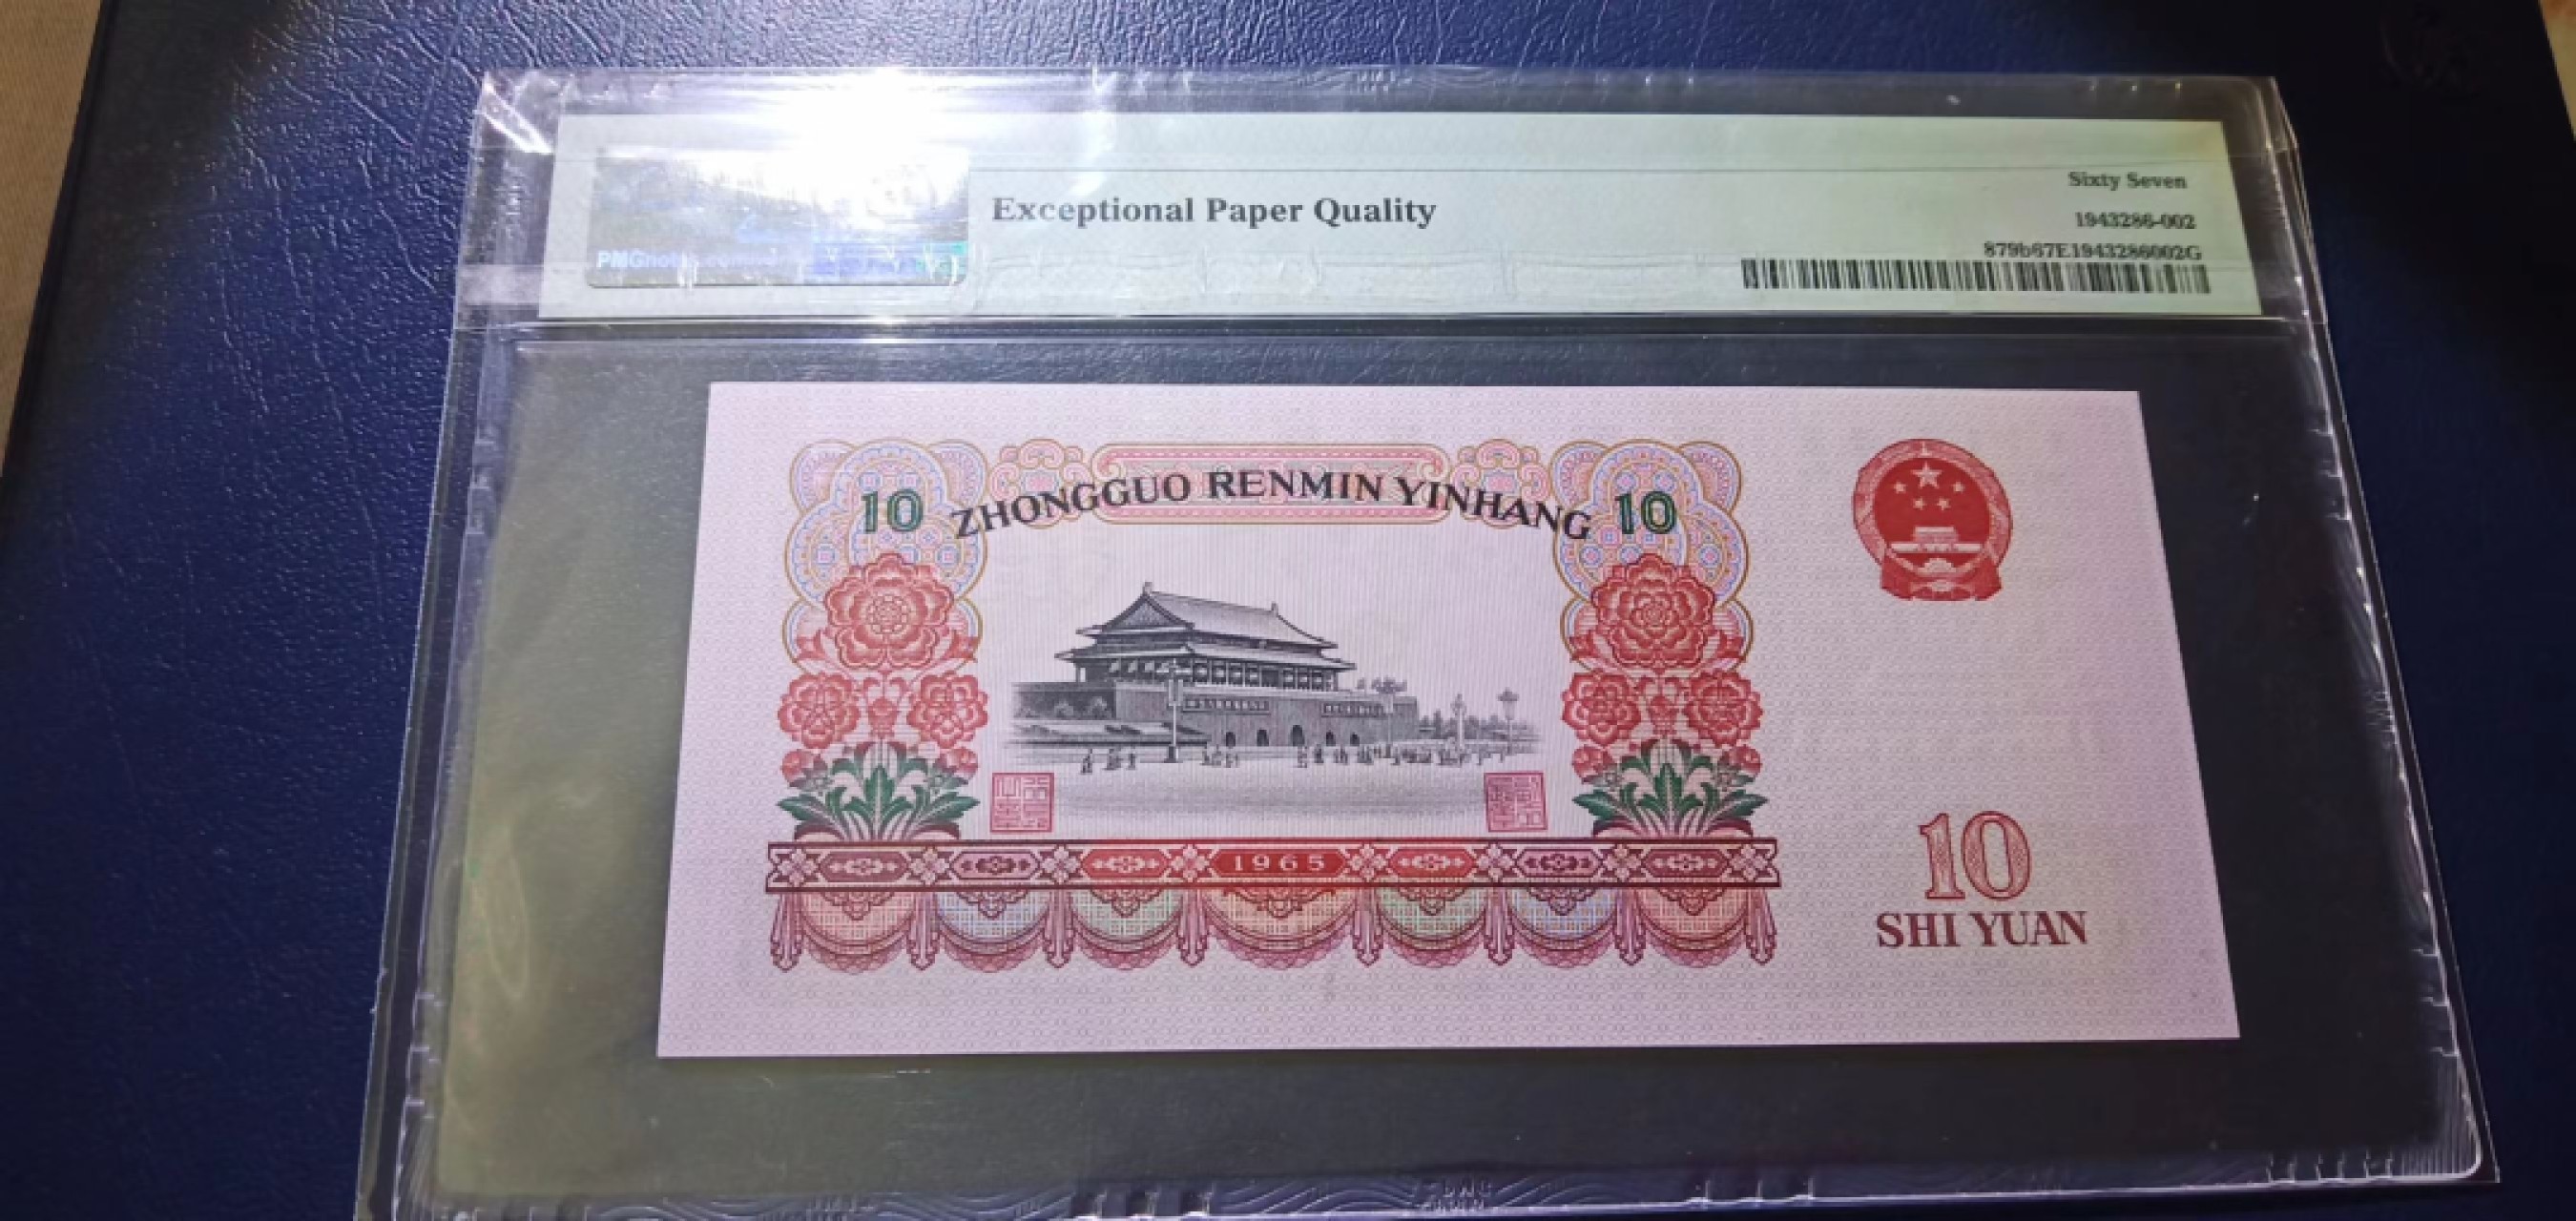 Exceptional Paper Quality
Sixty Seven
1943286-002
879b67E1943286002G
ZHONGGUO RENMIN YINHANG
10
10
1965
10
SHI YUAN